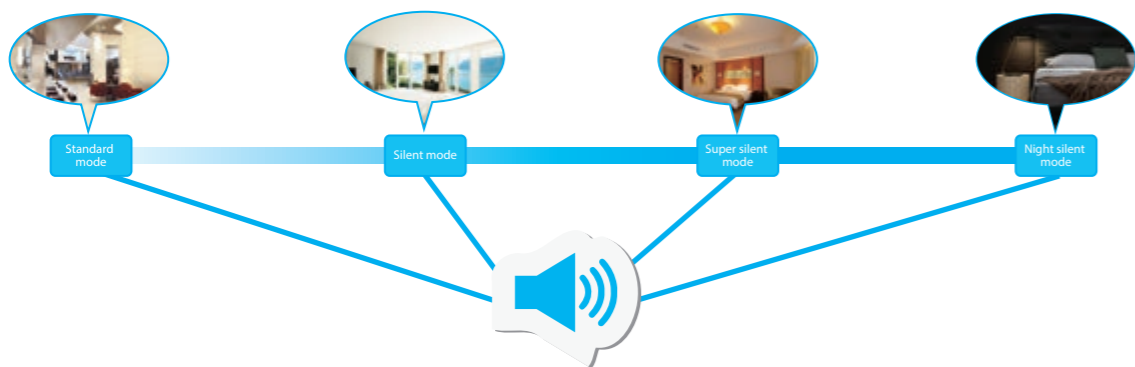 Standard
mode
Silent mode
Super silent
mode
Night silent
mode